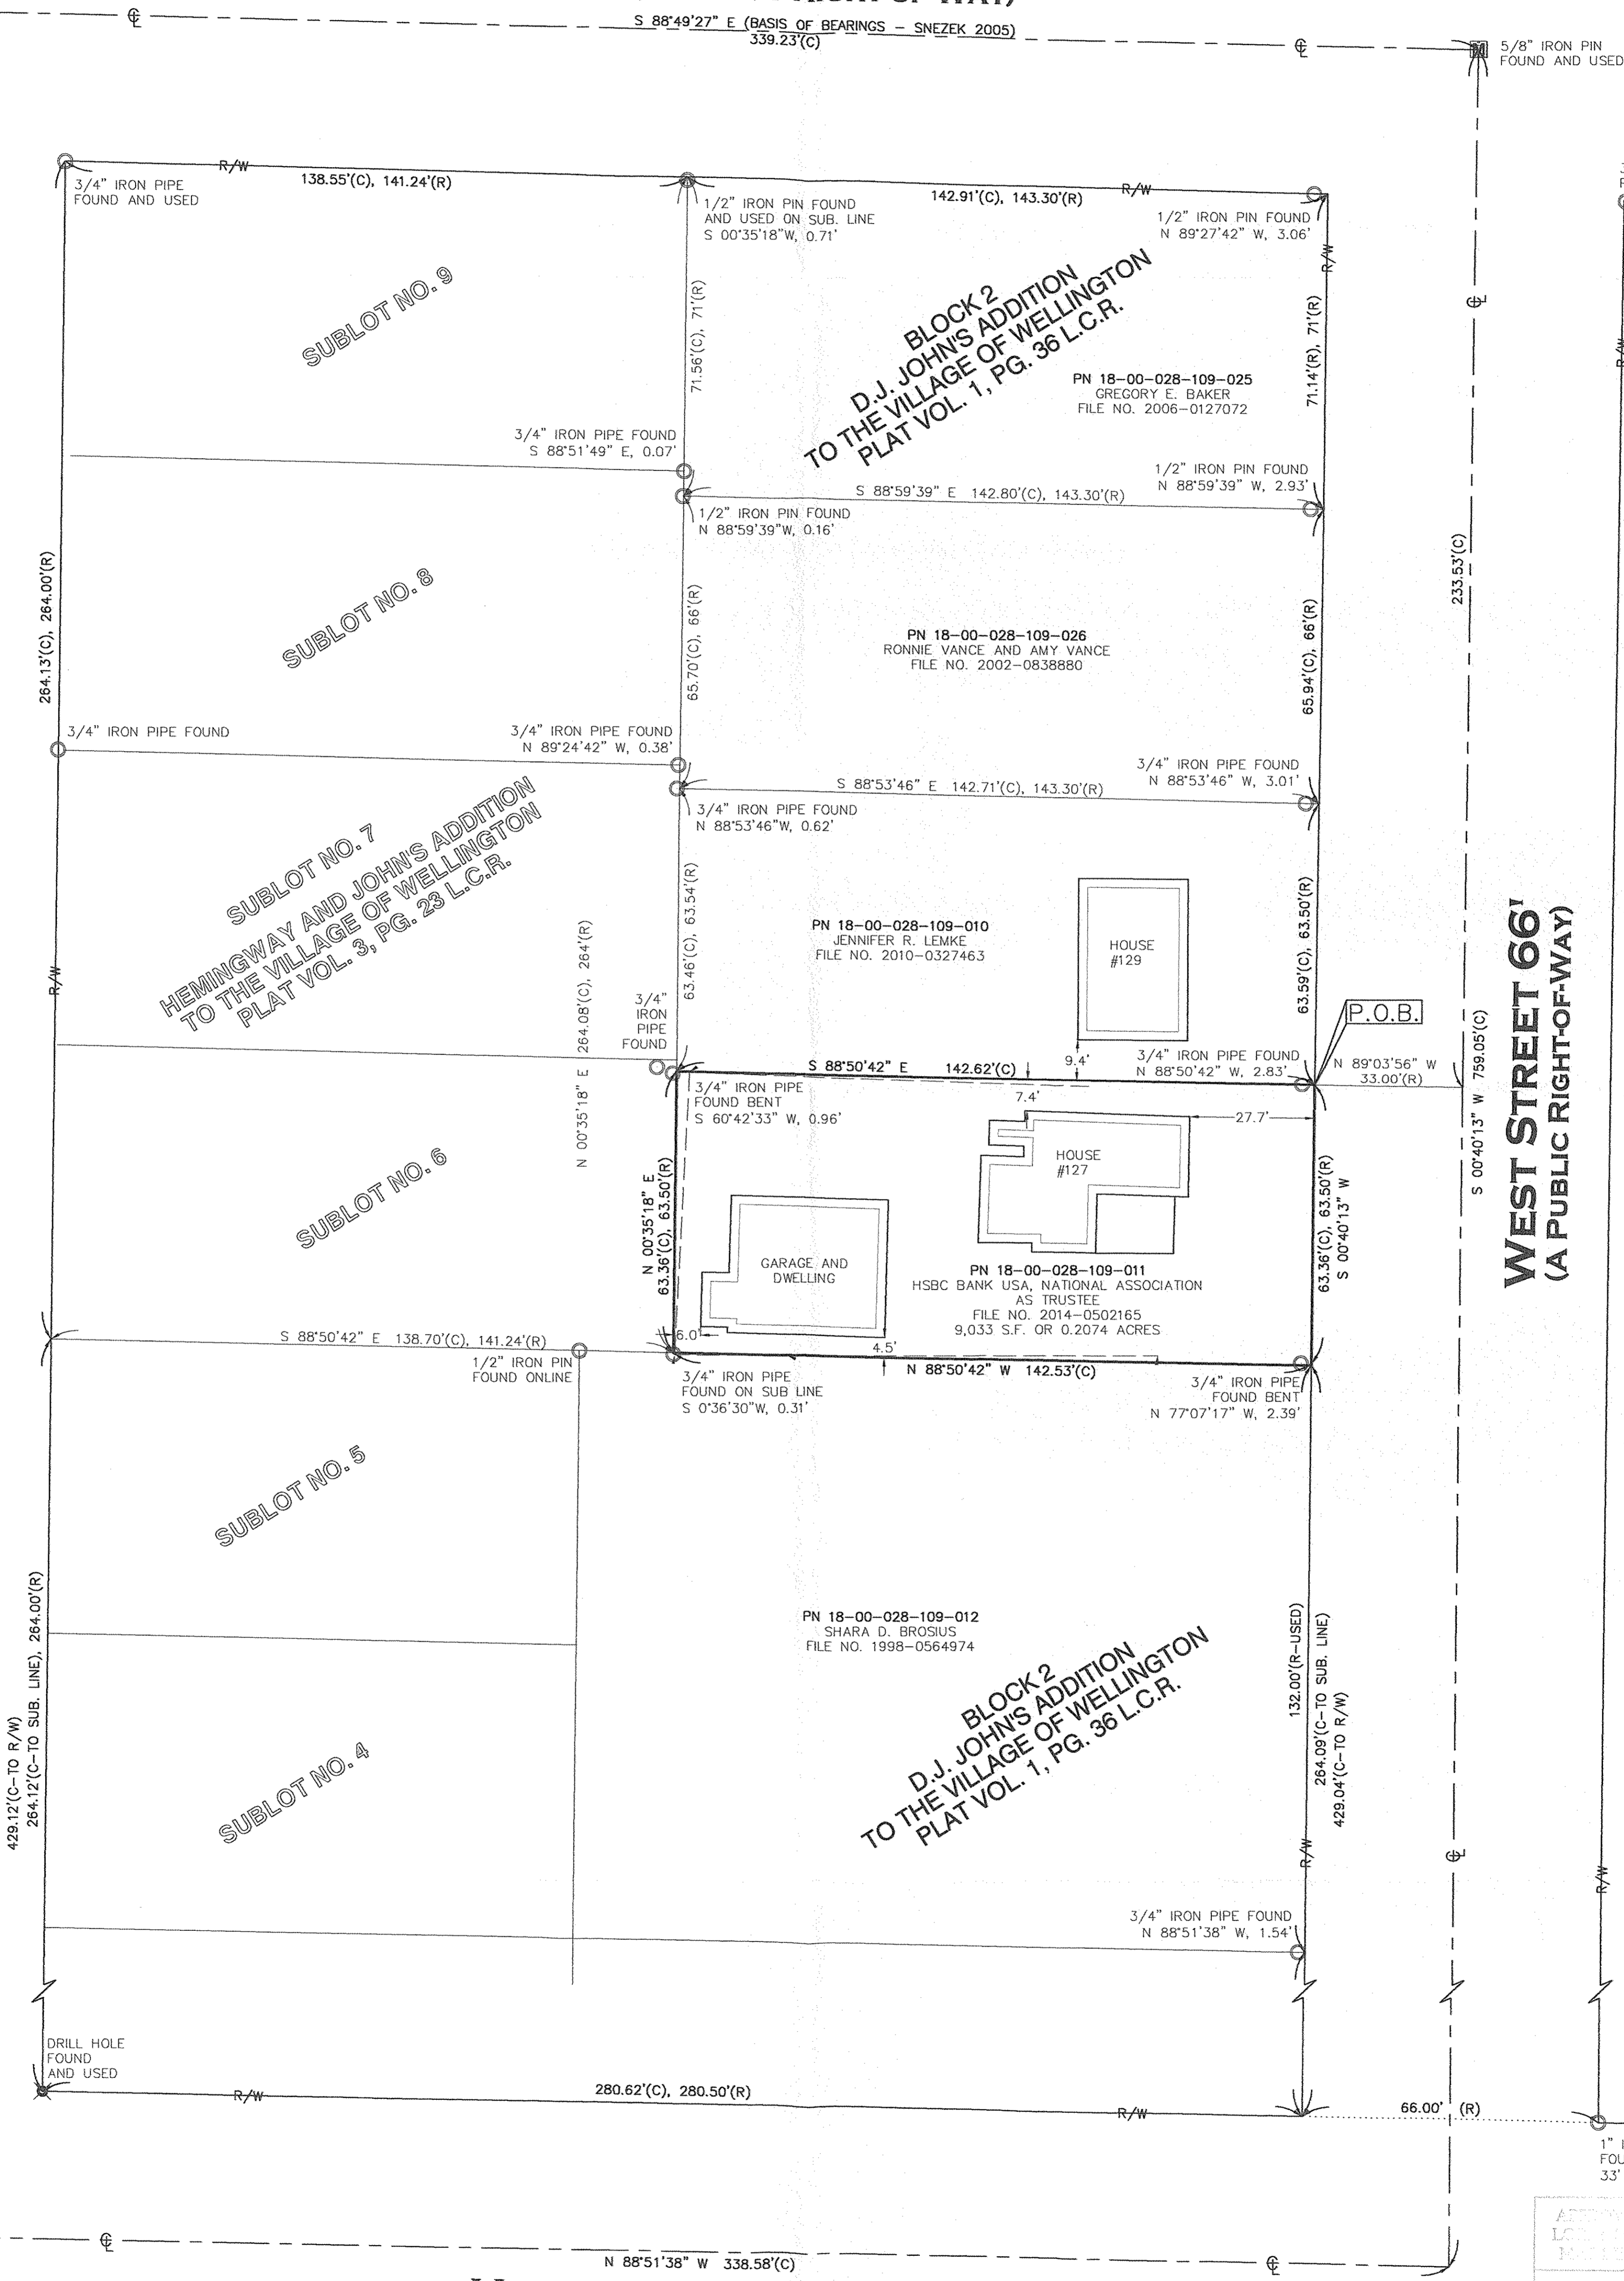 S 88°49'27" E (BASIS OF BEARINGS – SNEZEK 2005)
339.23'(C)
5/8" IRON PIN
FOUND AND USED
R/W
138.55'(C), 141.24'(R)
3/4" IRON PIPE
FOUND AND USED
142.91'(C), 143.30'(R)
R/W
1/2" IRON PIN FOUND
AND USED ON SUB. LINE
S 00°35'18"W, 0.71'
1/2" IRON PIN FOUND
N 89°27'42" W, 3.06'
R/W
SUBLOT NO. 9
71.56'(C), 71'(R)
BLOCK 2
D.J. JOHN'S ADDITION
TO THE VILLAGE OF WELLINGTON
PLAT VOL. 1, PG. 36 L.C.R.
PN 18-00-028-109-025
GREGORY E. BAKER
FILE NO. 2006-0127072
71.14'(R), 71'(R)
R/W
3/4" IRON PIPE FOUND
S 88°51'49" E, 0.07'
1/2" IRON PIN FOUND
N 88°59'39" W, 2.93'
S 88°59'39" E 142.80'(C), 143.30'(R)
1/2" IRON PIN FOUND
N 88°59'39"W, 0.16'
264.13'(C), 264.00'(R)
SUBLOT NO. 8
65.70'(C), 66'(R)
PN 18-00-028-109-026
RONNIE VANCE AND AMY VANCE
FILE NO. 2002-0838880
65.94'(C), 66'(R)
233.53'(C)
3/4" IRON PIPE FOUND
3/4" IRON PIPE FOUND
N 89°24'42" W, 0.38'
3/4" IRON PIPE FOUND
N 88°53'46" W, 3.01'
S 88°53'46" E 142.71'(C), 143.30'(R)
3/4" IRON PIPE FOUND
N 88°53'46"W, 0.62'
SUBLOT NO. 7
HEMINGWAY AND JOHN'S ADDITION
TO THE VILLAGE OF WELLINGTON
PLAT VOL. 3, PG. 23 L.C.R.
R/W
63.46'(C), 63.54'(R)
PN 18-00-028-109-010
JENNIFER R. LEMKE
FILE NO. 2010-0327463
HOUSE
#129
63.59'(C), 63.50'(R)
WEST STREET 66'
(A PUBLIC RIGHT-OF-WAY)
N 00°35'18" E 264.08'(C), 264'(R)
3/4"
IRON
PIPE
FOUND
P.O.B.
9.4'
3/4" IRON PIPE FOUND
N 88°50'42" W, 2.83'
N 89°03'56" W
33.00'(R)
S 88°50'42" E 142.62'(C)
S 00°40'13" W 759.05'(C)
3/4" IRON PIPE
FOUND BENT
S 60°42'33" W, 0.96'
7.4'
27.7'
HOUSE
#127
SUBLOT NO. 6
N 00°35'18" E
63.36'(C), 63.50'(R)
GARAGE AND
DWELLING
63.36'(C), 63.50'(R)
S 00°40'13" W
PN 18-00-028-109-011
HSBC BANK USA, NATIONAL ASSOCIATION
AS TRUSTEE
FILE NO. 2014-0502165
9,033 S.F. OR 0.2074 ACRES
6.0'
4.5'
S 88°50'42" E 138.70'(C), 141.24'(R)
1/2" IRON PIN
FOUND ONLINE
N 88°50'42" W 142.53'(C)
3/4" IRON PIPE
FOUND ON SUB LINE
S 0°36'30"W, 0.31'
3/4" IRON PIPE
FOUND BENT
N 77°07'17" W, 2.39'
SUBLOT NO. 5
PN 18-00-028-109-012
SHARA D. BROSIUS
FILE NO. 1998-0564974
BLOCK 2
D.J. JOHN'S ADDITION
TO THE VILLAGE OF WELLINGTON
PLAT VOL. 1, PG. 36 L.C.R.
132.00'(R-USED)
264.09'(C-TO SUB. LINE)
429.04'(C-TO R/W)
429.12'(C-TO R/W)
264.12'(C-TO SUB. LINE), 264.00'(R)
SUBLOT NO. 4
R/W
R/W
3/4" IRON PIPE FOUND
N 88°51'38" W, 1.54'
DRILL HOLE
FOUND
AND USED
R/W
280.62'(C), 280.50'(R)
R/W
66.00' (R)
1"
33'
N 88°51'38" W 338.58'(C)